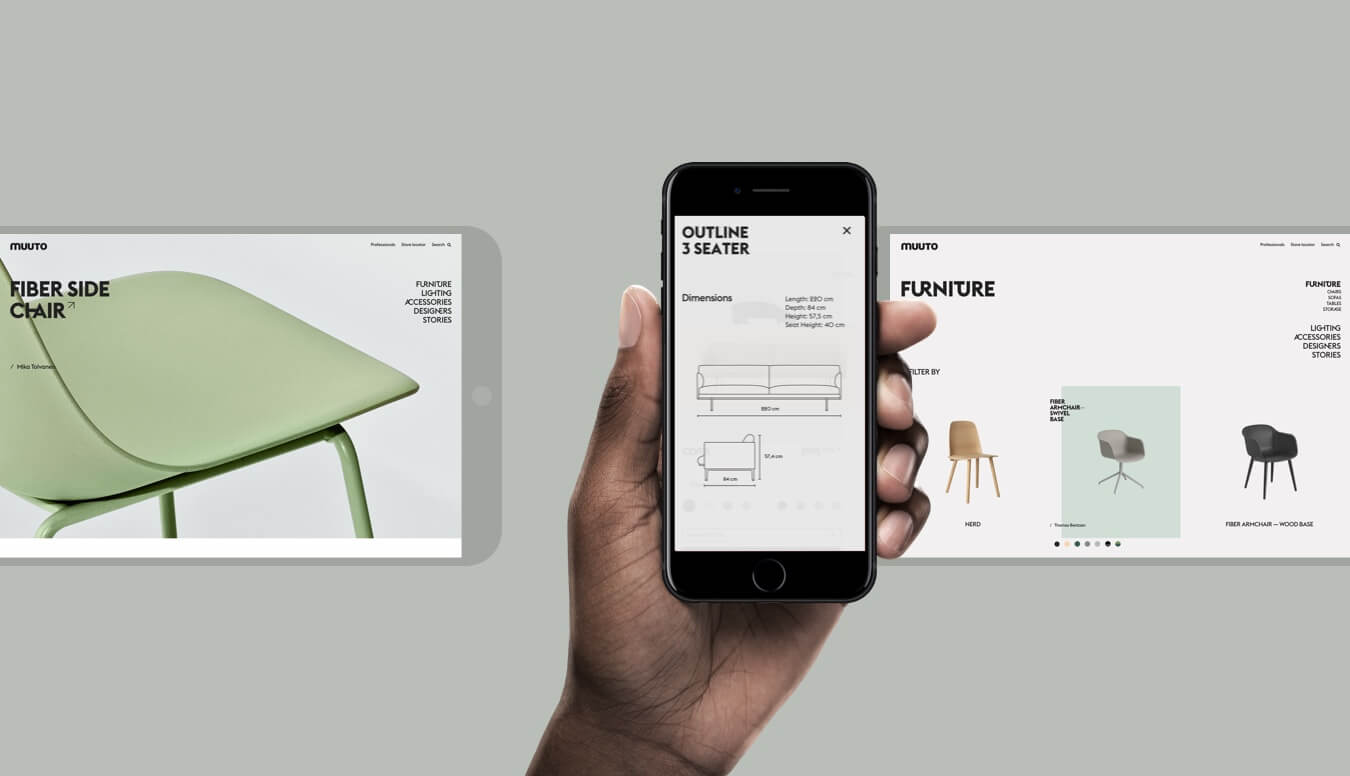 MUUTO
Professionals Store locator Search
FIBER SIDE
CHAIR
FURNITURE
LIGHTING
ACCESSORIES
DESIGNERS
STORIES
/ Mika Tolvanen
OUTLINE
3 SEATER
Dimensions
Length: 220 cm
Depth: 84 cm
Height: 57,5 cm
Seat Height: 40 cm
220 cm
57,4 cm
84 cm
MUUTO
Professionals Store locator Search
FURNITURE
FURNITURE
CHAIRS
SOFAS
TABLES
STORAGE
LIGHTING
ACCESSORIES
DESIGNERS
STORIES
FILTER BY
FIBER
ARMCHAIR—
SWIVEL
BASE
NERD
/ Thomas Bentzen
FIBER ARMCHAIR — WOOD BASE